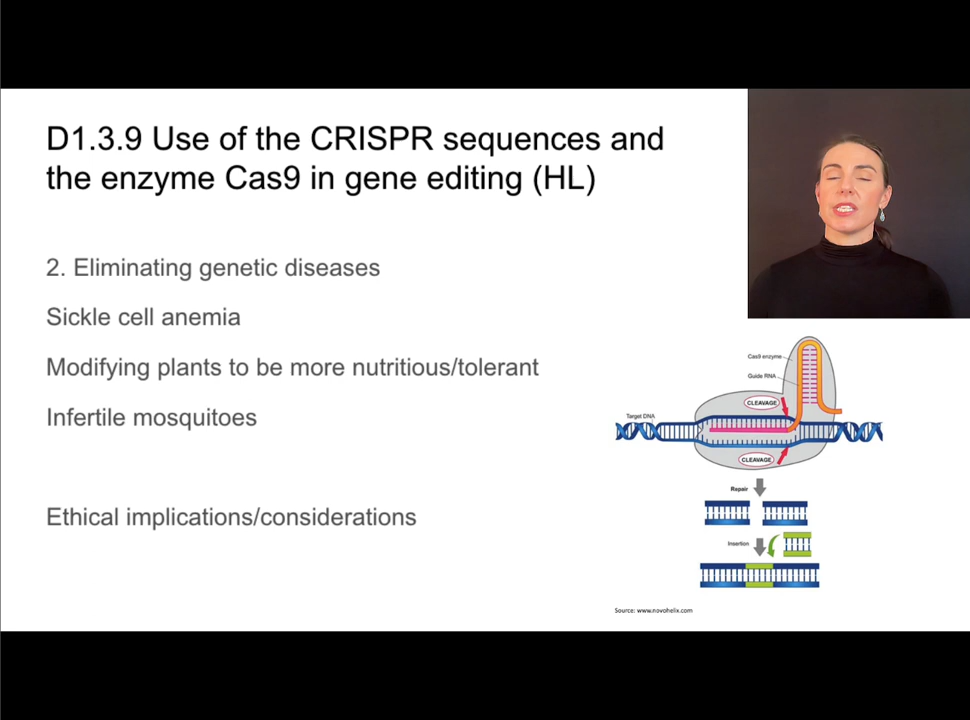 D1.3.9 Use of the CRISPR sequences and
the enzyme Cas9 in gene editing (HL)
2. Eliminating genetic diseases
Sickle cell anemia
Modifying plants to be more nutritious/tolerant
Infertile mosquitoes
Ethical implications/considerations
Cas9 enzyme
Guide RNA
CLEAVAGE
Target DNA
CLEAVAGE
Repair
Insertion
Source: www.novohelix.com